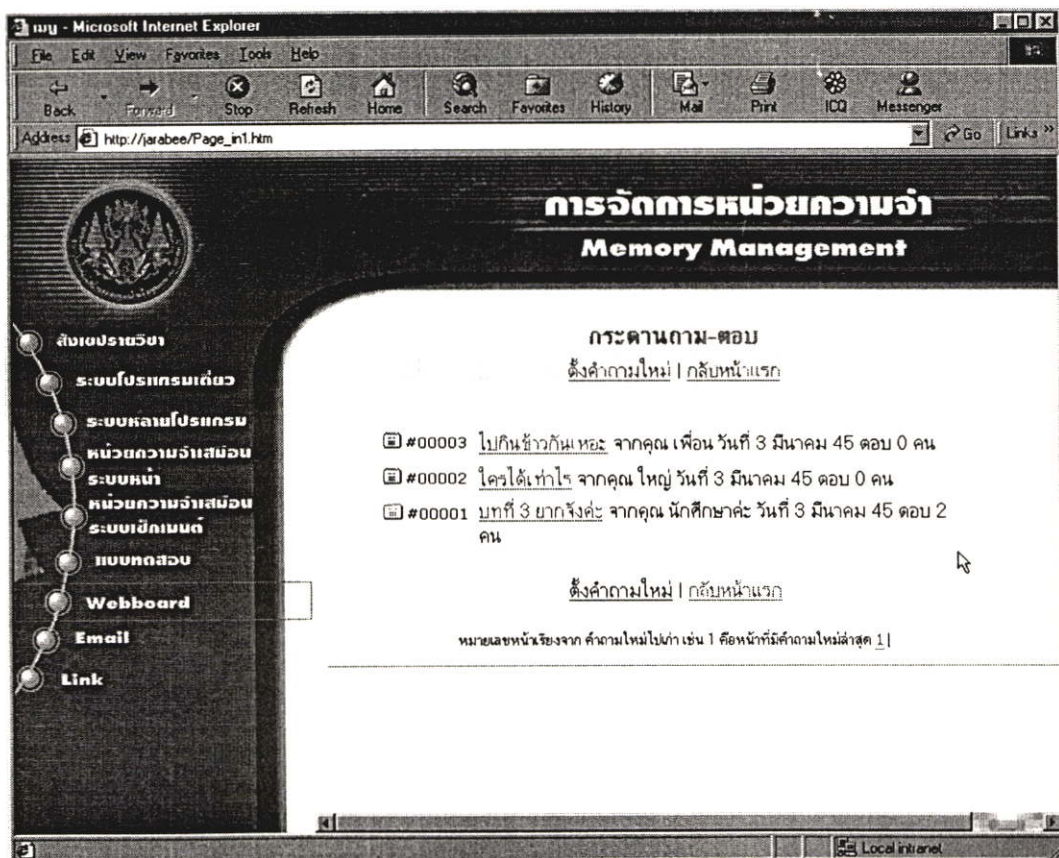 เมนู - Microsoft Internet Explorer
File Edit View Favorites Tools Help
Back Forward Stop Refresh Home Search Favorites History Mail Print ICQ Messenger
Address http://jarabee/Page_in1.htm Go Links »
การจัดการหน่วยความจำ
Memory Management
สังเขปรายวิชา
ระบบโปรแกรมเดี่ยว
ระบบหลายโปรแกรม
หน่วยความจำเสมือน
ระบบหน้า
หน่วยความจำเสมือน
ระบบเซ็กเมนต์
แบบทดสอบ
Webboard
Email
Link
กระดานถาม-ตอบ
ตั้งคำถามใหม่ | กลับหน้าแรก
#00003 ไปกินข้าวกันเหอะ จากคุณ เพื่อน วันที่ 3 มีนาคม 45 ตอบ 0 คน
#00002 ใครได้เท่าไร จากคุณ ใหญ่ วันที่ 3 มีนาคม 45 ตอบ 0 คน
#00001 บทที่ 3 ยากจังค่ะ จากคุณ นักศึกษาค่ะ วันที่ 3 มีนาคม 45 ตอบ 2
คน
ตั้งคำถามใหม่ | กลับหน้าแรก
หมายเลขหน้าเรียงจาก คำถามใหม่ไปเก่า เช่น 1 คือหน้าที่มีคำถามใหม่ล่าสุด 1 |
Local intranet